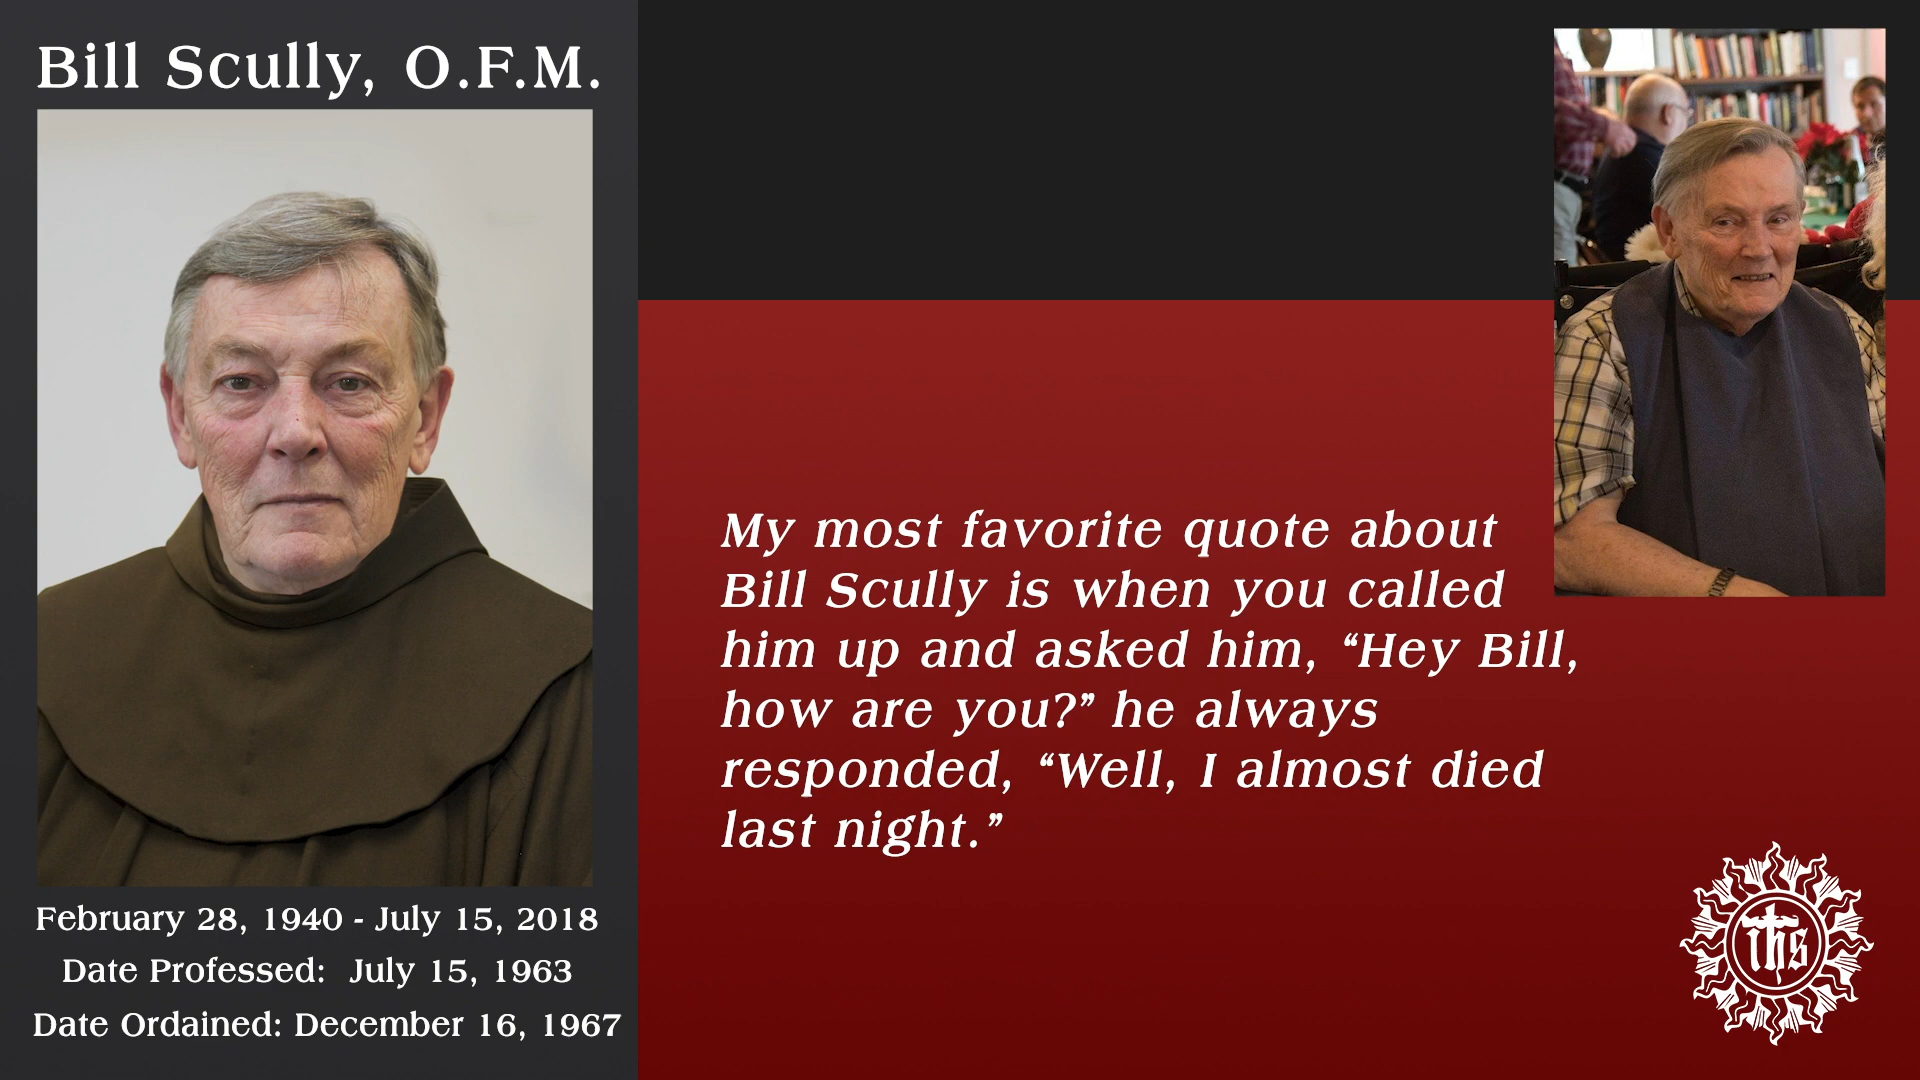 Bill Scully, O.F.M.
February 28, 1940 - July 15, 2018
Date Professed:  July 15, 1963
Date Ordained: December 16, 1967
My most favorite quote about
Bill Scully is when you called
him up and asked him, “Hey Bill,
how are you?” he always
responded, “Well, I almost died
last night.”
ihs